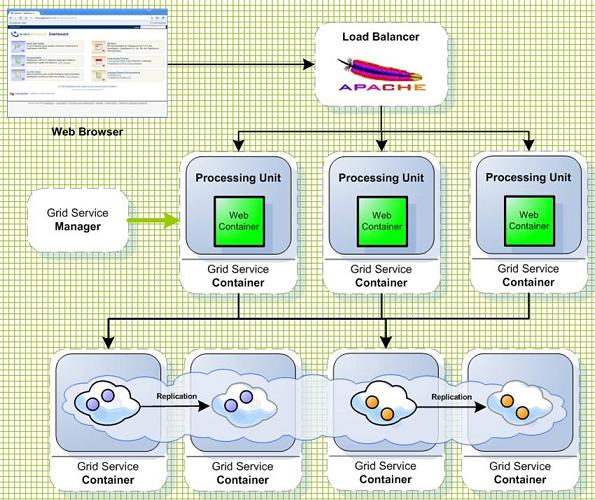 Dashboard
Web Browser
Load Balancer
APACHE
Processing Unit
Web
Container
Grid Service
Container
Processing Unit
Web
Container
Grid Service
Container
Processing Unit
Web
Container
Grid Service
Container
Grid Service
Manager
Replication
Replication
Grid Service
Container
Grid Service
Container
Grid Service
Container
Grid Service
Container